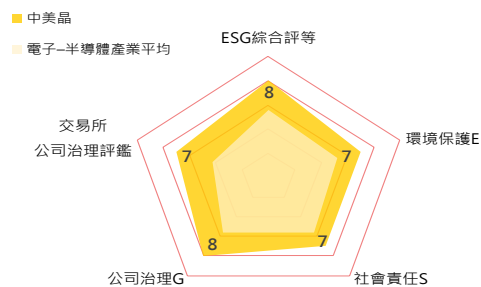 中美晶
電子–半導體產業平均
ESG綜合評等
8
交易所
公司治理評鑑
7
7
環境保護E
8
7
公司治理G
社會責任S